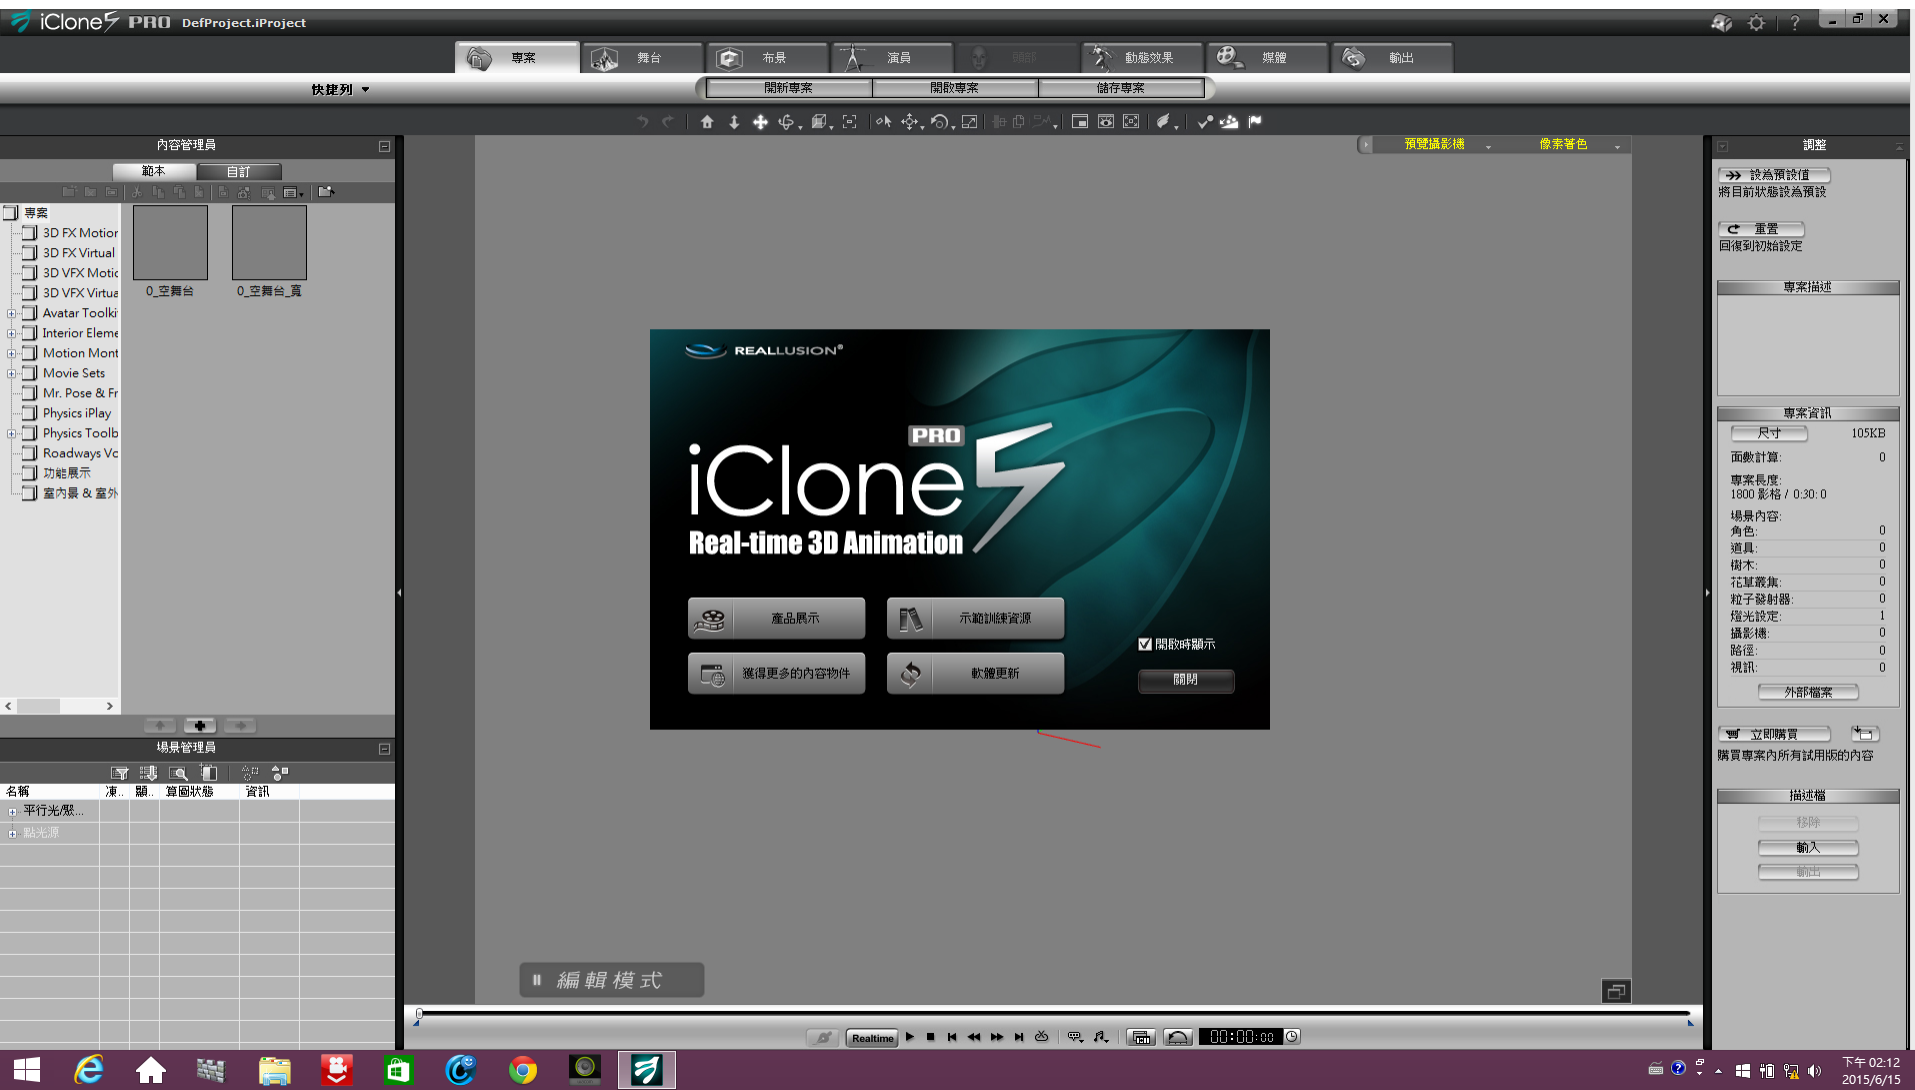 iClone5 PRO DefProject.iProject
專案 舞台 布景 演員 頭部 動態效果 媒體 輸出
快捷列 開新專案 開啟專案 儲存專案
內容管理員
範本 自訂
專案
3D FX Motion
3D FX Virtual
3D VFX Motic
3D VFX Virtua
Avatar Toolki
Interior Eleme
Motion Mont
Movie Sets
Mr. Pose & Fr
Physics iPlay
Physics Toolb
Roadways Vo
功能展示
室內景 & 室外
0_空舞台 0_空舞台_寬
場景管理員
名稱 凍.. 顯.. 算圖狀態 資訊
平行光/聚...
點光源
預覽攝影機 像素著色
REALLUSION®
PRO
iClone5
Real-time 3D Animation
產品展示 示範訓練資源
獲得更多的內容物件 軟體更新
開啟時顯示
關閉
編輯模式
Realtime 00:00:00
調整
設為預設值
將目前狀態設為預設
重置
回復到初始設定
專案描述
專案資訊
尺寸 105KB
面數計算: 0
專案長度:
1800 影格 / 0:30:0
場景內容:
角色: 0
道具: 0
樹木: 0
花草叢集: 0
粒子發射器: 0
燈光設定: 1
攝影機: 0
路徑: 0
視訊: 0
外部檔案
立即購買
購買專案內所有試用版的內容
描述檔
移除
輸入
輸出
下午 02:12
2015/6/15